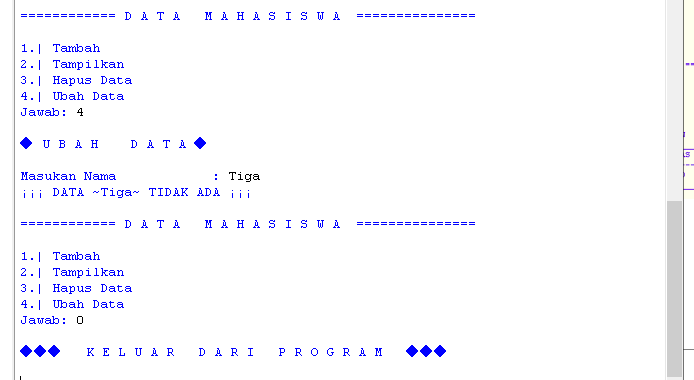 ============ D A T A   M A H A S I S W A  ===============
1.| Tambah
2.| Tampilkan
3.| Hapus Data
4.| Ubah Data
Jawab: 4
◆ U B A H    D A T A ◆
Masukan Nama            : Tiga
¡¡¡ DATA ~Tiga~ TIDAK ADA ¡¡¡
============ D A T A   M A H A S I S W A  ===============
1.| Tambah
2.| Tampilkan
3.| Hapus Data
4.| Ubah Data
Jawab: 0
◆◆◆   K E L U A R   D A R I   P R O G R A M   ◆◆◆